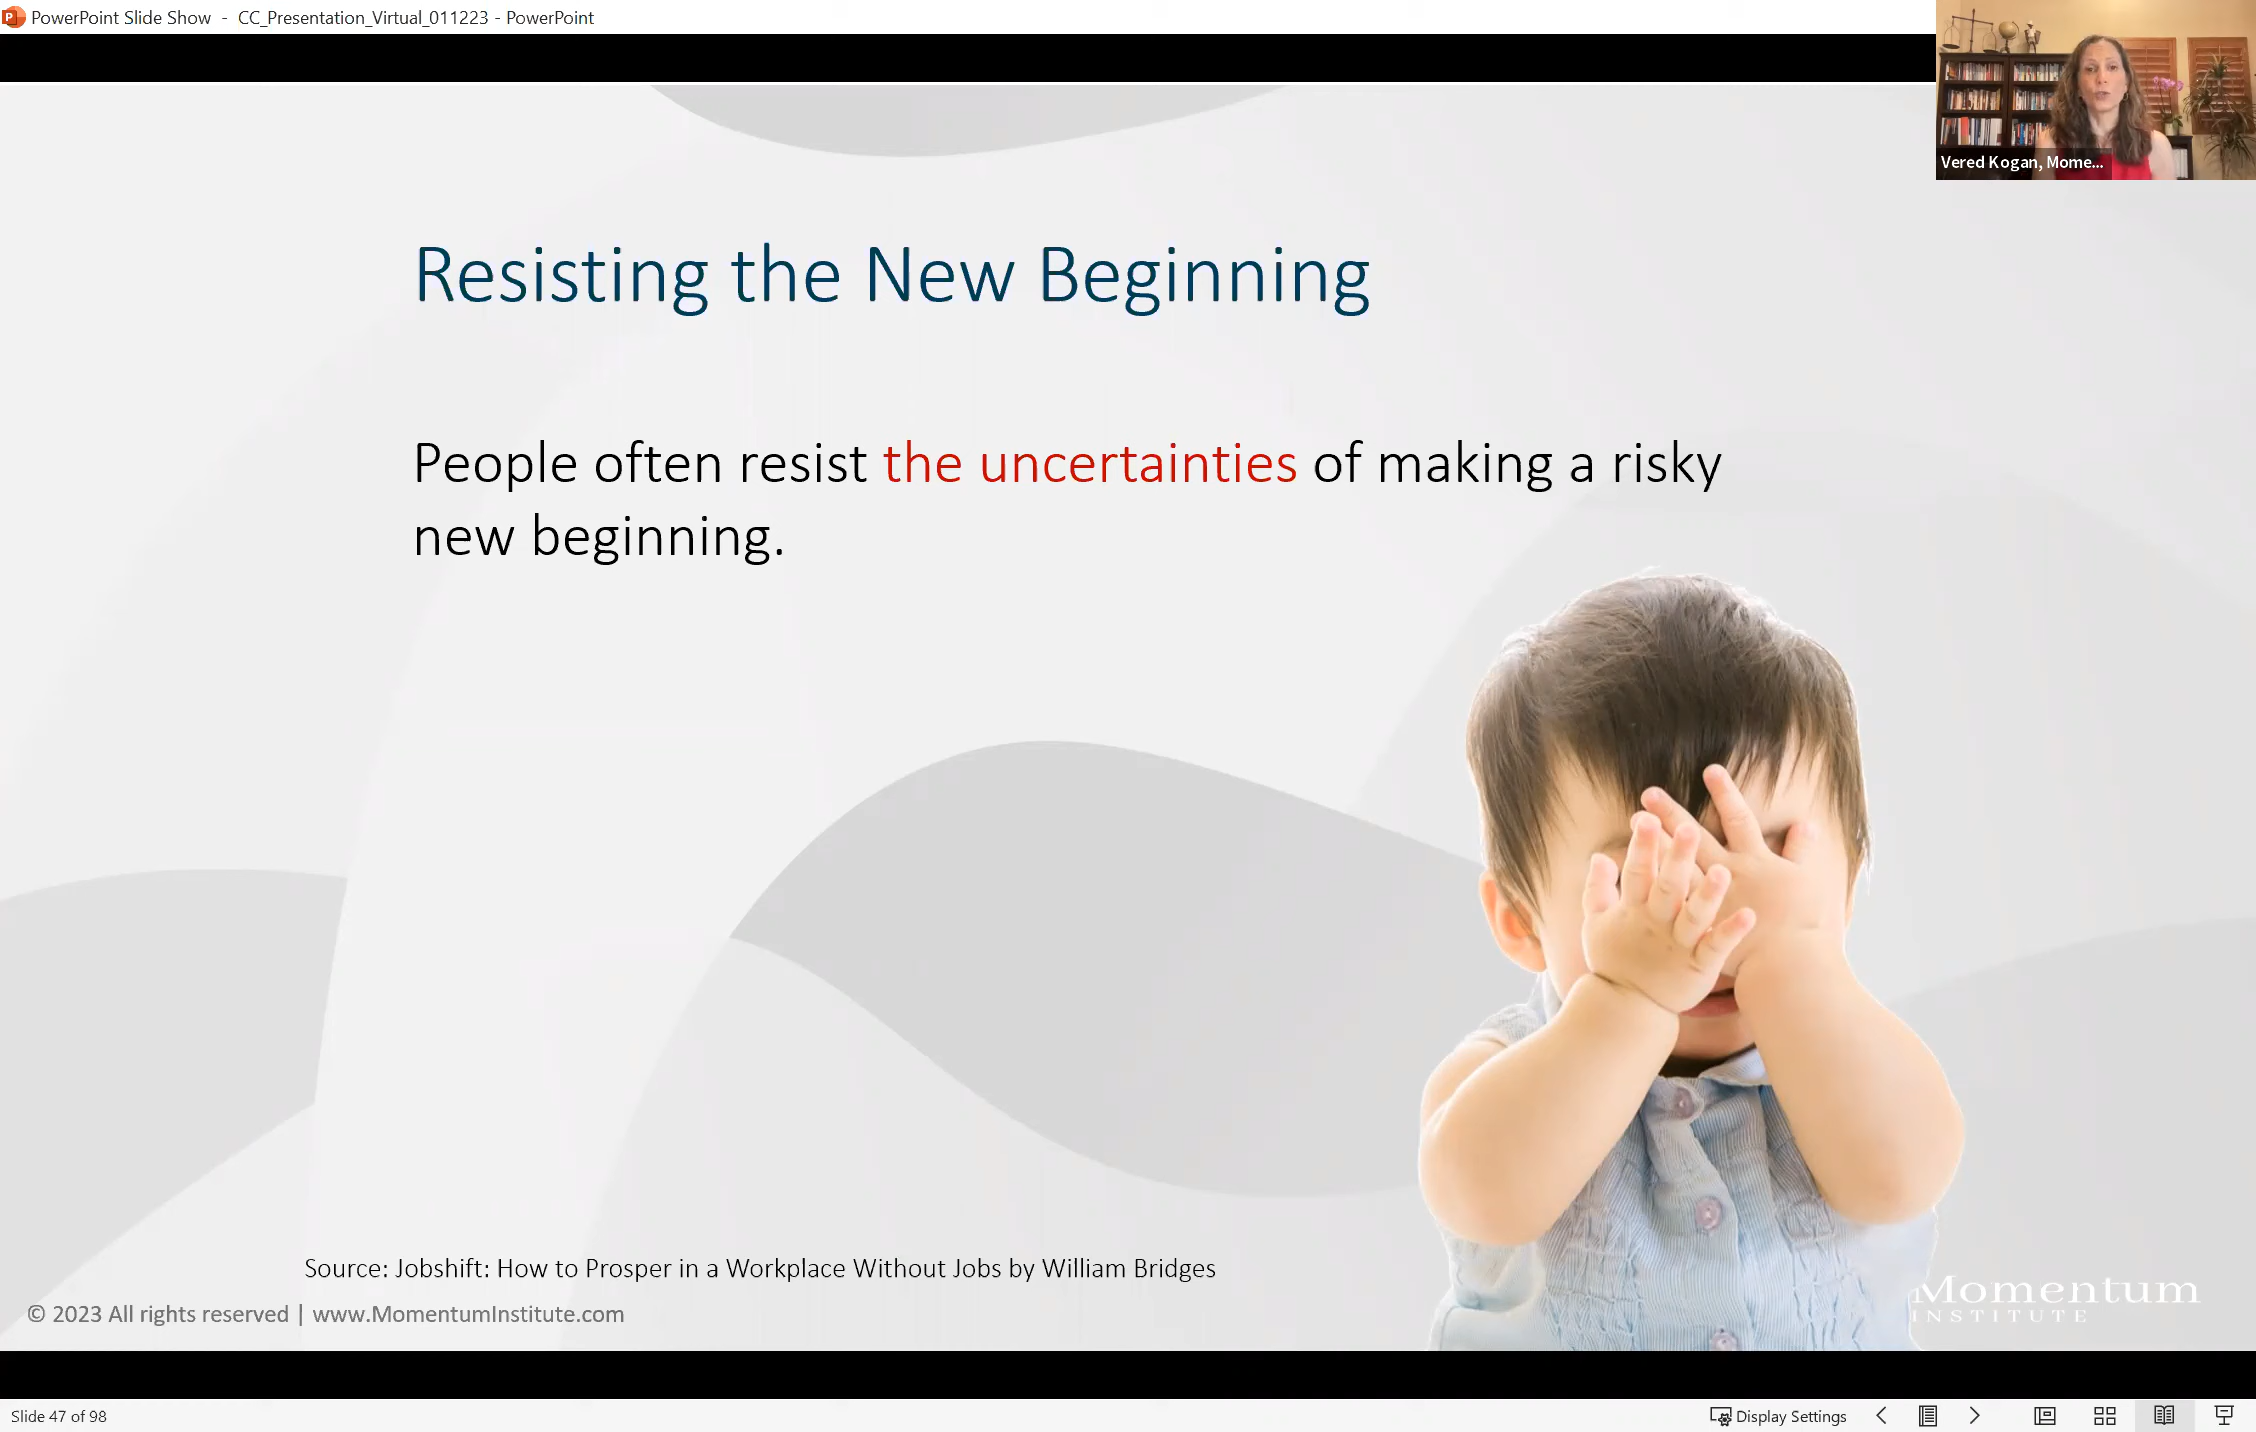 PowerPoint Slide Show - CC_Presentation_Virtual_011223 - PowerPoint
Vered Kogan, Mome...
Resisting the New Beginning
People often resist the uncertainties of making a risky
new beginning.
Source: Jobshift: How to Prosper in a Workplace Without Jobs by William Bridges
© 2023 All rights reserved | www.MomentumInstitute.com
Momentum
INSTITUTE
Slide 47 of 98
Display Settings